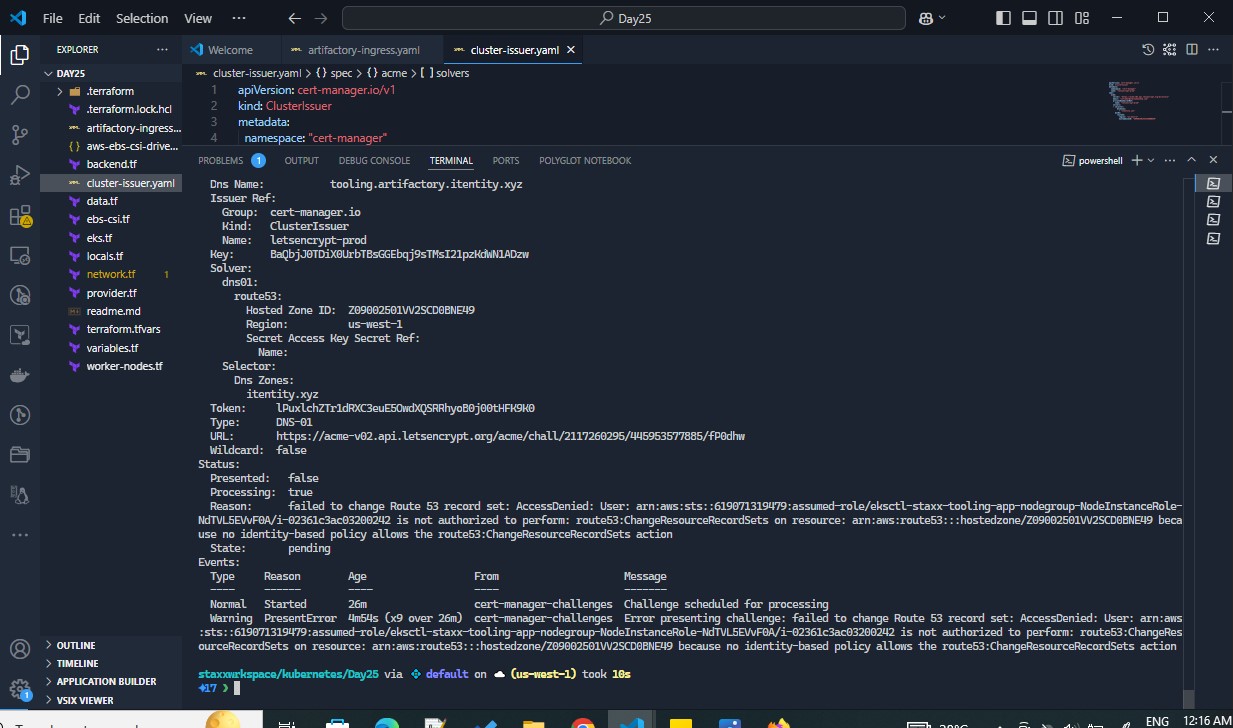 File Edit Selection View ··· Day25
EXPLORER ···
DAY25
.terraform
.terraform.lock.hcl
artifactory-ingress...
aws-ebs-csi-drive...
backend.tf
cluster-issuer.yaml
data.tf
ebs-csi.tf
eks.tf
locals.tf
network.tf 1
provider.tf
readme.md
terraform.tfvars
variables.tf
worker-nodes.tf
OUTLINE
TIMELINE
APPLICATION BUILDER
VSIX VIEWER
Welcome artifactory-ingress.yaml cluster-issuer.yaml
cluster-issuer.yaml > {} spec > {} acme > [ ] solvers
1 apiVersion: cert-manager.io/v1
2 kind: ClusterIssuer
3 metadata:
4 namespace: "cert-manager"
PROBLEMS 1 OUTPUT DEBUG CONSOLE TERMINAL PORTS POLYGLOT NOTEBOOK powershell
Dns Name: tooling.artifactory.itentity.xyz
Issuer Ref:
Group: cert-manager.io
Kind: ClusterIssuer
Name: letsencrypt-prod
Key: BaQbjJ0TDiX0UrbTBsGGEbqj9sTMsI21pzKdWN1ADzw
Solver:
dns01:
route53:
Hosted Zone ID: Z09002501VV2SCD0BNE49
Region: us-west-1
Secret Access Key Secret Ref:
Name:
Selector:
Dns Zones:
itentity.xyz
Token: lPuxlchZTr1dRXC3euE5OwdXQSRRhyoB0j00tHFK9K0
Type: DNS-01
URL: https://acme-v02.api.letsencrypt.org/acme/chall/2117260295/445953577885/fP0dhw
Wildcard: false
Status:
Presented: false
Processing: true
Reason: failed to change Route 53 record set: AccessDenied: User: arn:aws:sts::619071319479:assumed-role/eksctl-staxx-tooling-app-nodegroup-NodeInstanceRole-
NdTVL5EVvF0A/i-02361c3ac03200242 is not authorized to perform: route53:ChangeResourceRecordSets on resource: arn:aws:route53:::hostedzone/Z09002501VV2SCD0BNE49 beca
use no identity-based policy allows the route53:ChangeResourceRecordSets action
State: pending
Events:
Type Reason Age From Message
---- ------ ---- ---- -------
Normal Started 26m cert-manager-challenges Challenge scheduled for processing
Warning PresentError 4m54s (x9 over 26m) cert-manager-challenges Error presenting challenge: failed to change Route 53 record set: AccessDenied: User: arn:aws
:sts::619071319479:assumed-role/eksctl-staxx-tooling-app-nodegroup-NodeInstanceRole-NdTVL5EVvF0A/i-02361c3ac03200242 is not authorized to perform: route53:ChangeRes
ourceRecordSets on resource: arn:aws:route53:::hostedzone/Z09002501VV2SCD0BNE49 because no identity-based policy allows the route53:ChangeResourceRecordSets action
staxxwrkspace/kubernetes/Day25 via default on (us-west-1) took 10s
17 ❯
1
ENG 12:16 AM